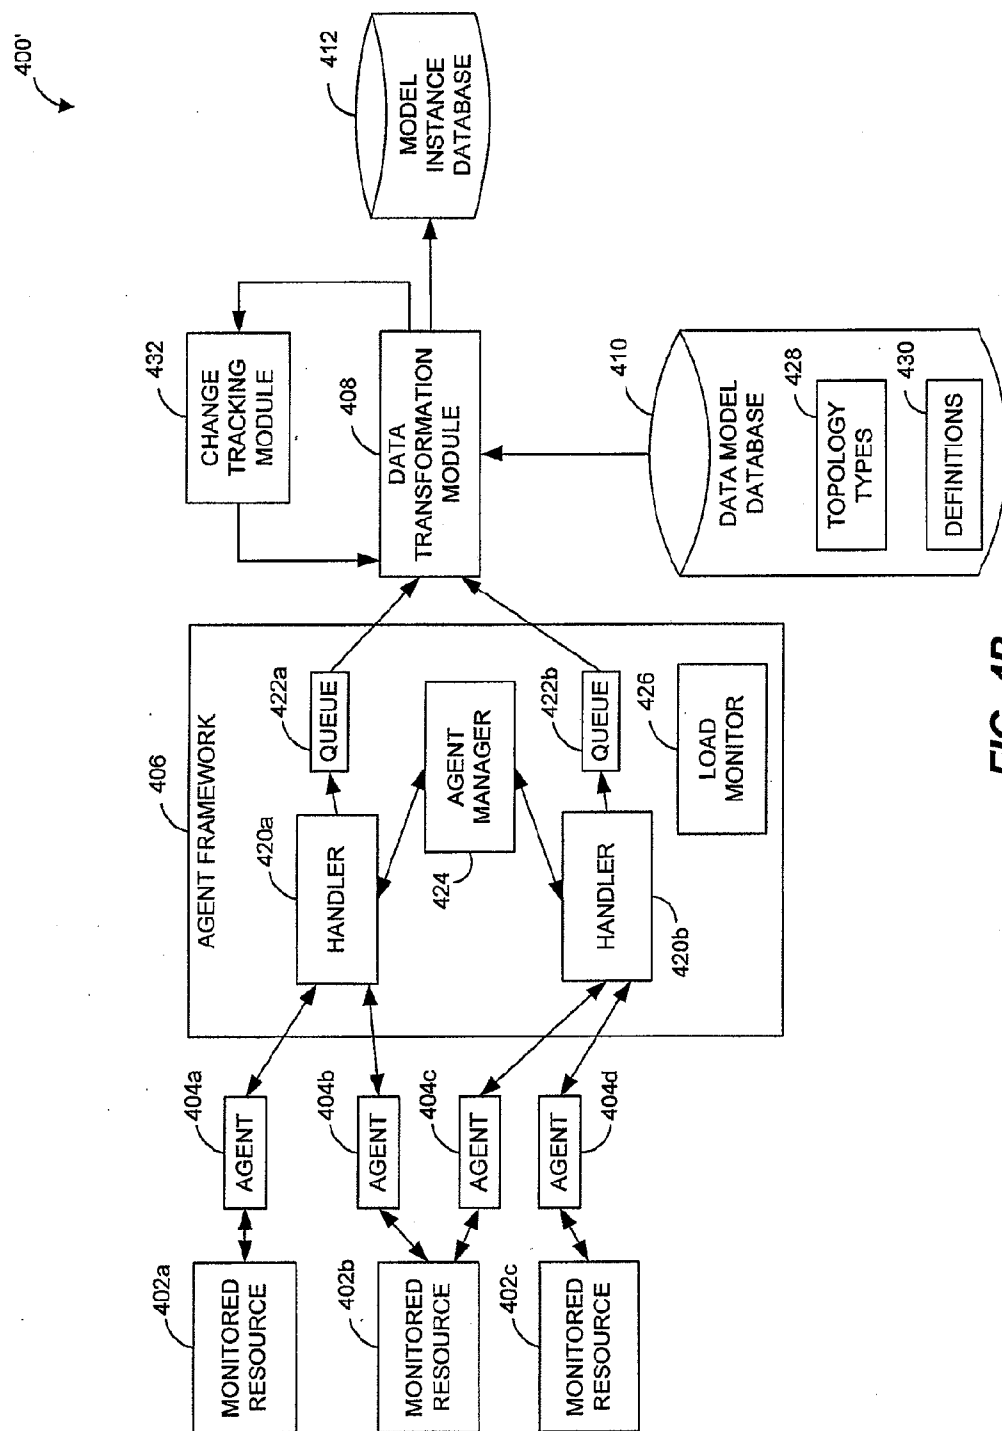 400'
402a
MONITORED
RESOURCE
402b
MONITORED
RESOURCE
402c
MONITORED
RESOURCE
404a
AGENT
404b
AGENT
404c
AGENT
404d
AGENT
406
AGENT FRAMEWORK
420a
HANDLER
422a
QUEUE
AGENT
MANAGER
424
HANDLER
420b
422b
QUEUE
426
LOAD
MONITOR
432
CHANGE
TRACKING
MODULE
408
DATA
TRANSFORMATION
MODULE
412
MODEL
INSTANCE
DATABASE
410
DATA MODEL
DATABASE
428
TOPOLOGY
TYPES
430
DEFINITIONS